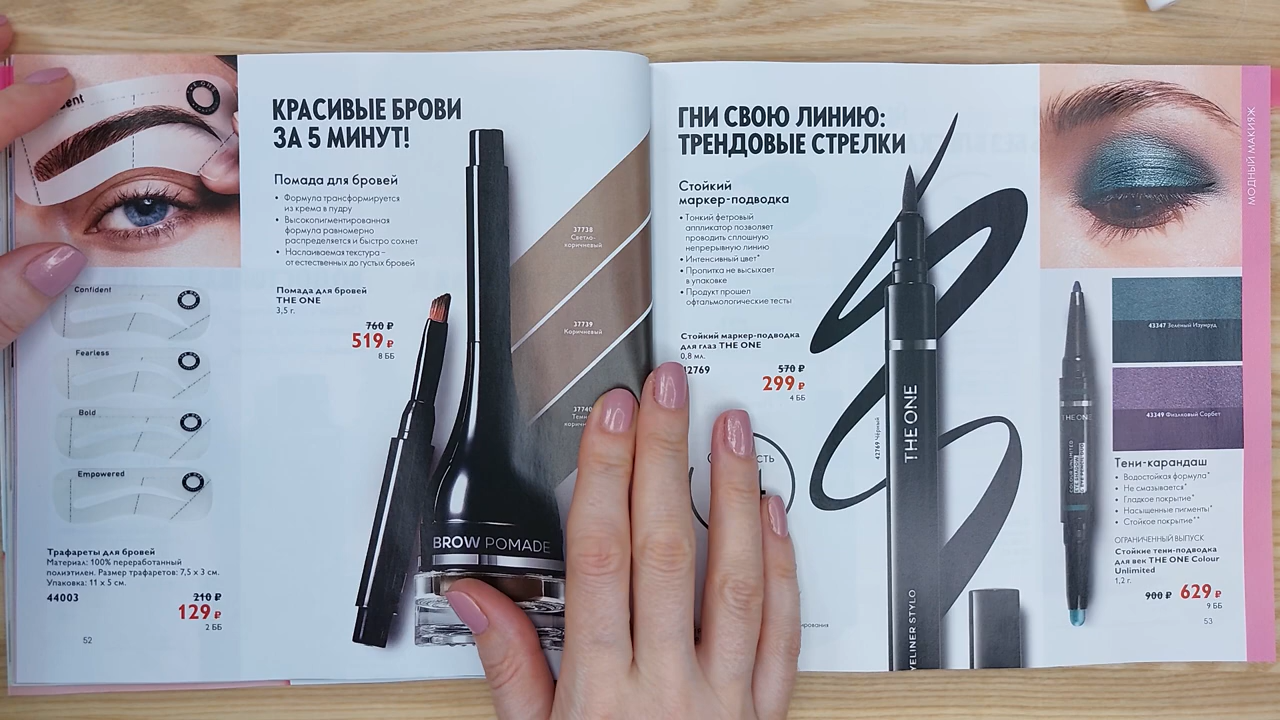 КРАСИВЫЕ БРОВИ
ЗА 5 МИНУТ!
Помада для бровей
• Формула трансформируется
из крема в пудру
• Высокопигментированная
формула равномерно
распределяется и быстро сохнет
• Наслаиваемая текстура –
от естественных до густых бровей
Помада для бровей
THE ONE
3,5 г.
760 ₽
519 ₽
8 ББ
37738
Светло-
коричневый
37739
Коричневый
37740
BROW POMADE
Confident
Fearless
Bold
Empowered
Трафареты для бровей
Материал: 100% переработанный
полиэтилен. Размер трафаретов: 7,5 x 3 см.
Упаковка: 11 x 5 см.
44003
210 ₽
129 ₽
2 ББ
52
ГНИ СВОЮ ЛИНИЮ:
ТРЕНДОВЫЕ СТРЕЛКИ
Стойкий
маркер-подводка
• Тонкий фетровый
аппликатор позволяет
проводить сплошную
непрерывную линию
• Интенсивный цвет*
• Пропитка не высыхает
в упаковке
• Продукт прошел
офтальмологические тесты
Стойкий маркер-подводка
для глаз THE ONE
0,8 мл.
42769
570 ₽
299 ₽
4 ББ
42769 Чёрный
THE ONE
EYELINER STYLO
THE ONE
COLOUR UNLIMITED
МОДНЫЙ МАКИЯЖ
43347 Зелёный Изумруд
43349 Фиалковый Сорбет
Тени-карандаш
• Водостойкая формула*
• Не смазывается*
• Гладкое покрытие*
• Насыщенные пигменты*
• Стойкое покрытие**
ОГРАНИЧЕННЫЙ ВЫПУСК
Стойкие тени-подводка
для век THE ONE Colour
Unlimited
1,2 г.
900 ₽ 629 ₽
9 ББ
53